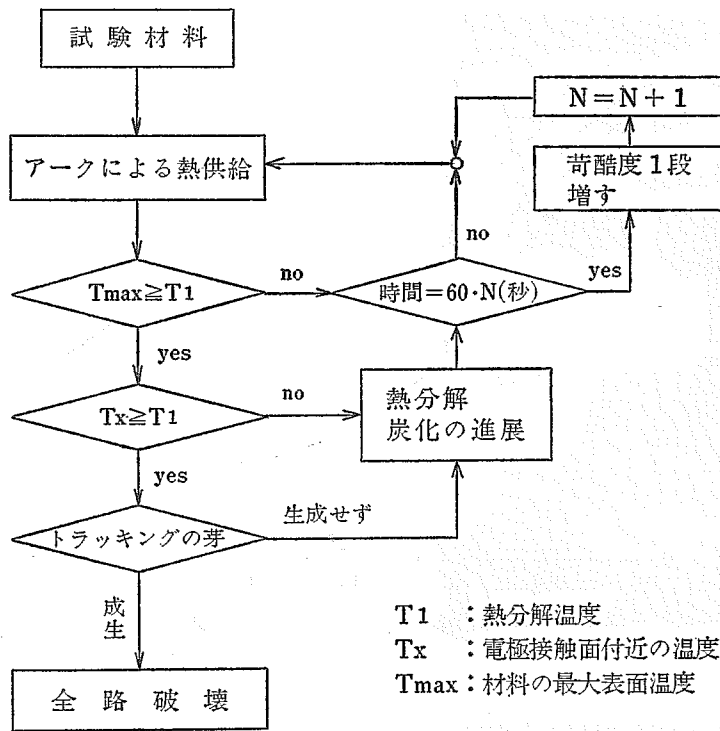 試験材料
アークによる熱供給
Tmax≧T1
no
yes
Tx≧T1
no
yes
トラッキングの芽
生成せず
成生
全路破壊
N=N+1
苛酷度1段
増す
no
yes
時間=60·N(秒)
熱分解
炭化の進展
T1 :熱分解温度
Tx :電極接触面付近の温度
Tmax:材料の最大表面温度